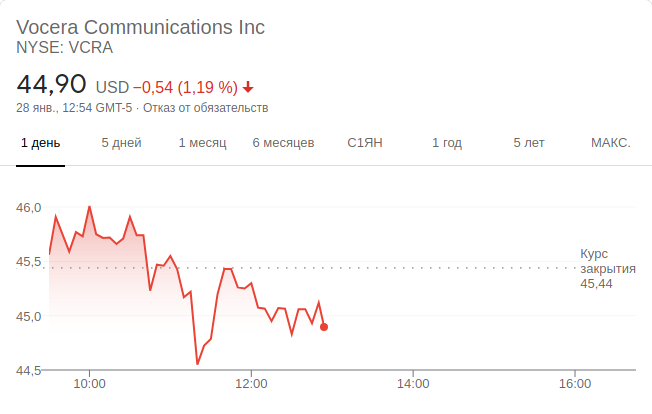 Vocera Communications Inc
NYSE: VCRA
44,90 USD −0,54 (1,19 %)
28 янв., 12:54 GMT-5 · Отказ от обязательств
1 день 5 дней 1 месяц 6 месяцев С1ЯН 1 год 5 лет МАКС.
46,0
Курс
45,5 закрытия
45,44
45,0
44,5
10:00 12:00 14:00 16:00